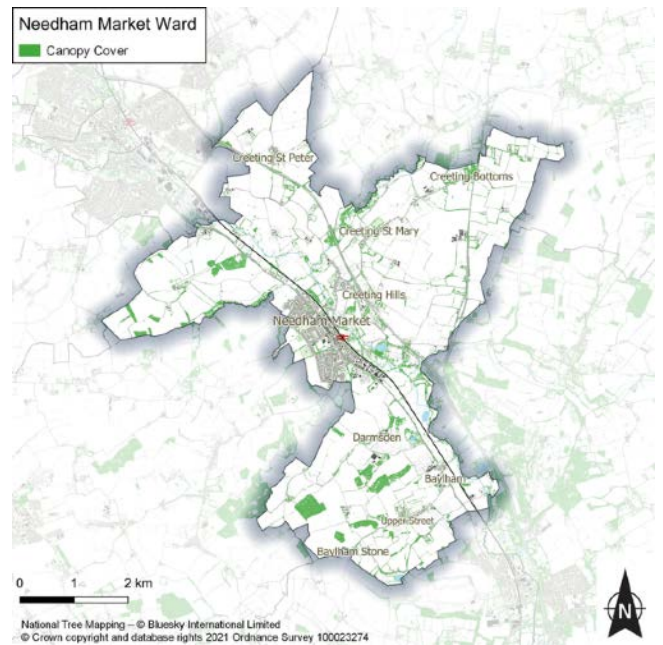 Needham Market Ward
Canopy Cover
Creeting St Peter
Creeting Bottoms
Creeting St Mary
Creeting Hills
Needham Market
Darmsden
Baylham
Upper Street
Baylham Stone
0 1 2 km
N
National Tree Mapping – © Bluesky International Limited
© Crown copyright and database rights 2021 Ordnance Survey 100023274